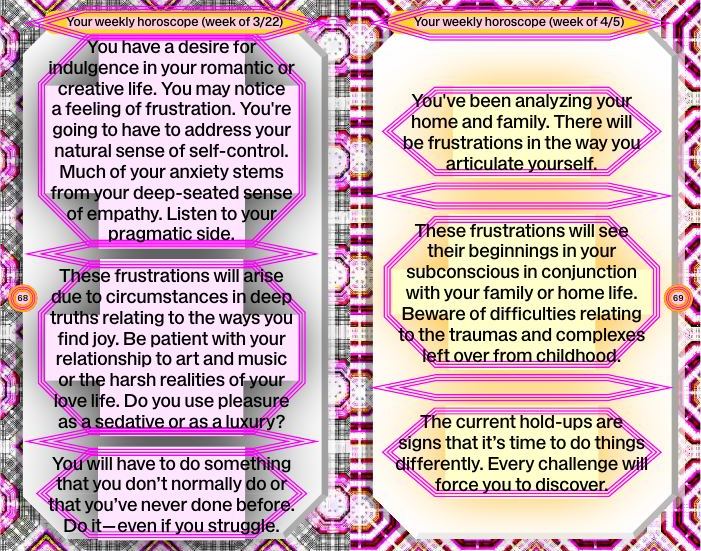 Your weekly horoscope (week of 3/22)
You have a desire for
indulgence in your romantic or
creative life. You may notice
a feeling of frustration. You're
going to have to address your
natural sense of self-control.
Much of your anxiety stems
from your deep-seated sense
of empathy. Listen to your
pragmatic side.
These frustrations will arise
due to circumstances in deep
truths relating to the ways you
find joy. Be patient with your
relationship to art and music
or the harsh realities of your
love life. Do you use pleasure
as a sedative or as a luxury?
You will have to do something
that you don't normally do or
that you’ve never done before.
Do it—even if you struggle.
68
Your weekly horoscope (week of 4/5)
You've been analyzing your
home and family. There will
be frustrations in the way you
articulate yourself.
These frustrations will see
their beginnings in your
subconscious in conjunction
with your family or home life.
Beware of difficulties relating
to the traumas and complexes
left over from childhood.
The current hold-ups are
signs that it’s time to do things
differently. Every challenge will
force you to discover.
69